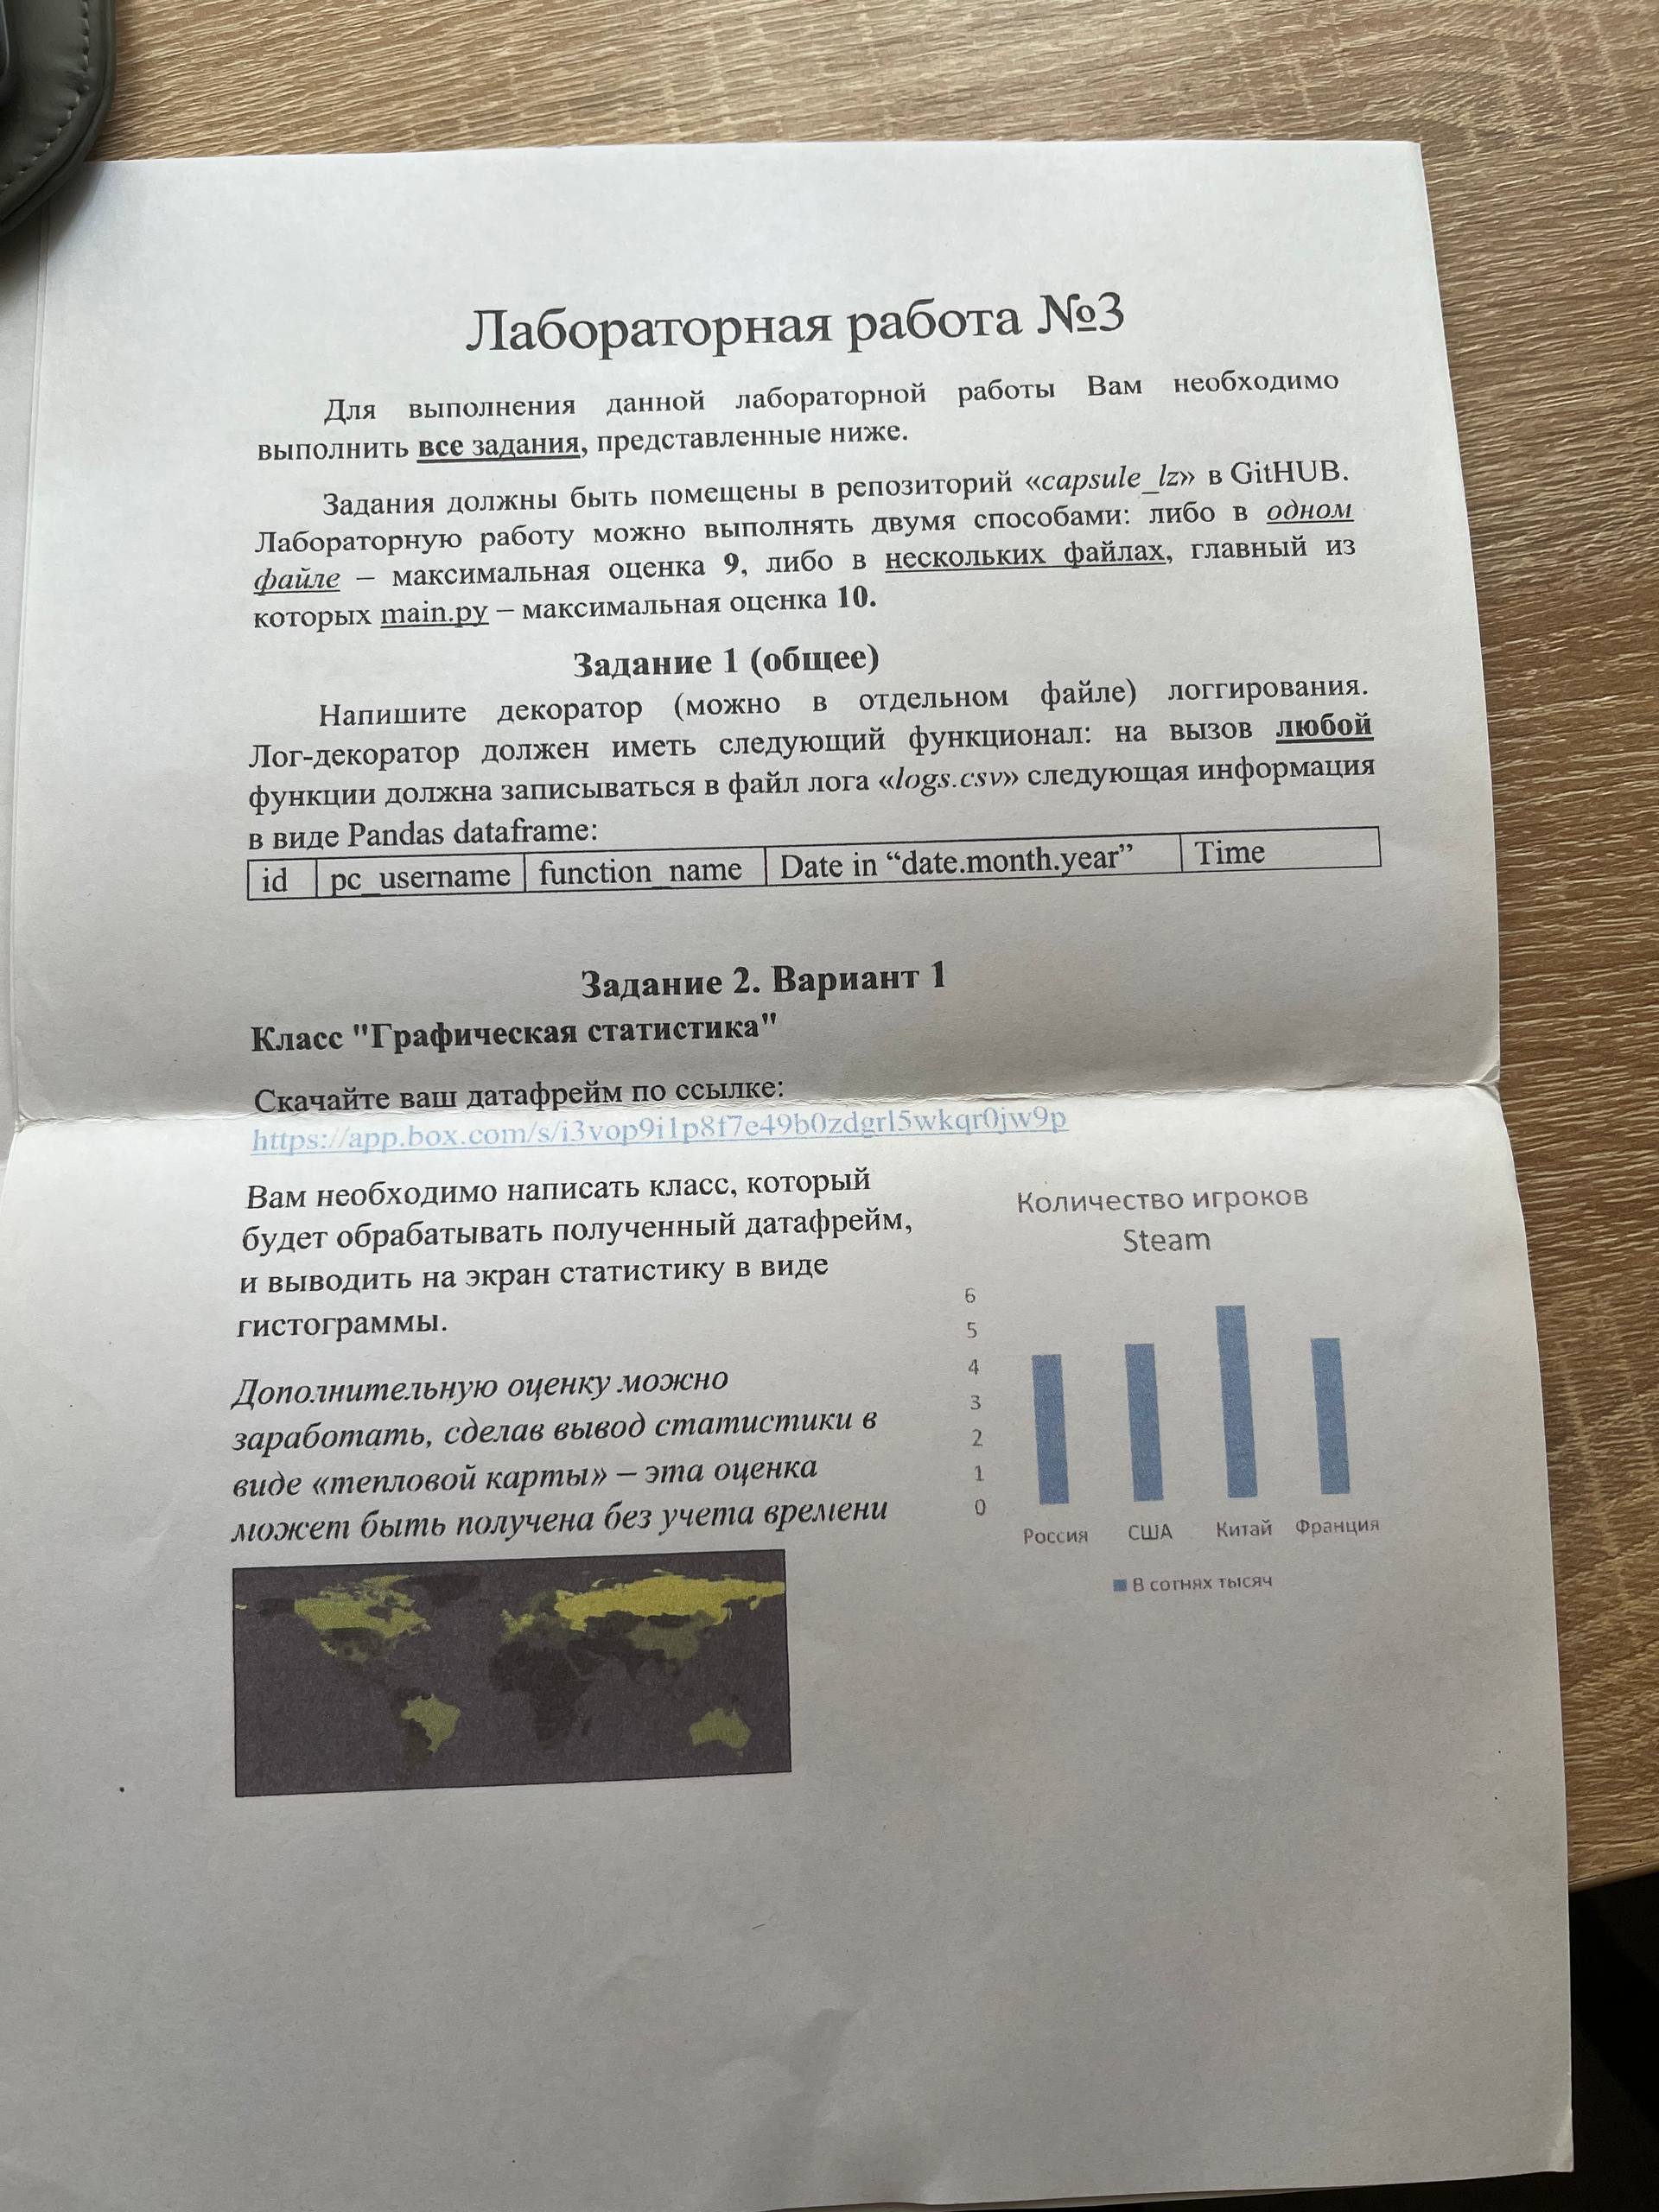 Лабораторная работа №3
Для выполнения данной лабораторной работы Вам необходимо
выполнить все задания, представленные ниже.
Задания должны быть помещены в репозиторий «capsule_lz» в GitHUB.
Лабораторную работу можно выполнять двумя способами: либо в одном
файле – максимальная оценка 9, либо в нескольких файлах, главный из
которых main.py – максимальная оценка 10.
Задание 1 (общее)
Напишите декоратор (можно в отдельном файле) логгирования.
Лог-декоратор должен иметь следующий функционал: на вызов любой
функции должна записываться в файл лога «logs.csv» следующая информация
в виде Pandas dataframe:
id pc_username function_name Date in “date.month.year” Time
Задание 2. Вариант 1
Класс "Графическая статистика"
Скачайте ваш датафрейм по ссылке:
https://app.box.com/s/i3vop9i1p8f7e49b0zdgrl5wkqr0jw9p
Вам необходимо написать класс, который
будет обрабатывать полученный датафрейм,
и выводить на экран статистику в виде
гистограммы.
Дополнительную оценку можно
заработать, сделав вывод статистики в
виде «тепловой карты» – эта оценка
может быть получена без учета времени
Количество игроков
Steam
6
5
4
3
2
1
0
Россия США Китай Франция
В сотнях тысяч